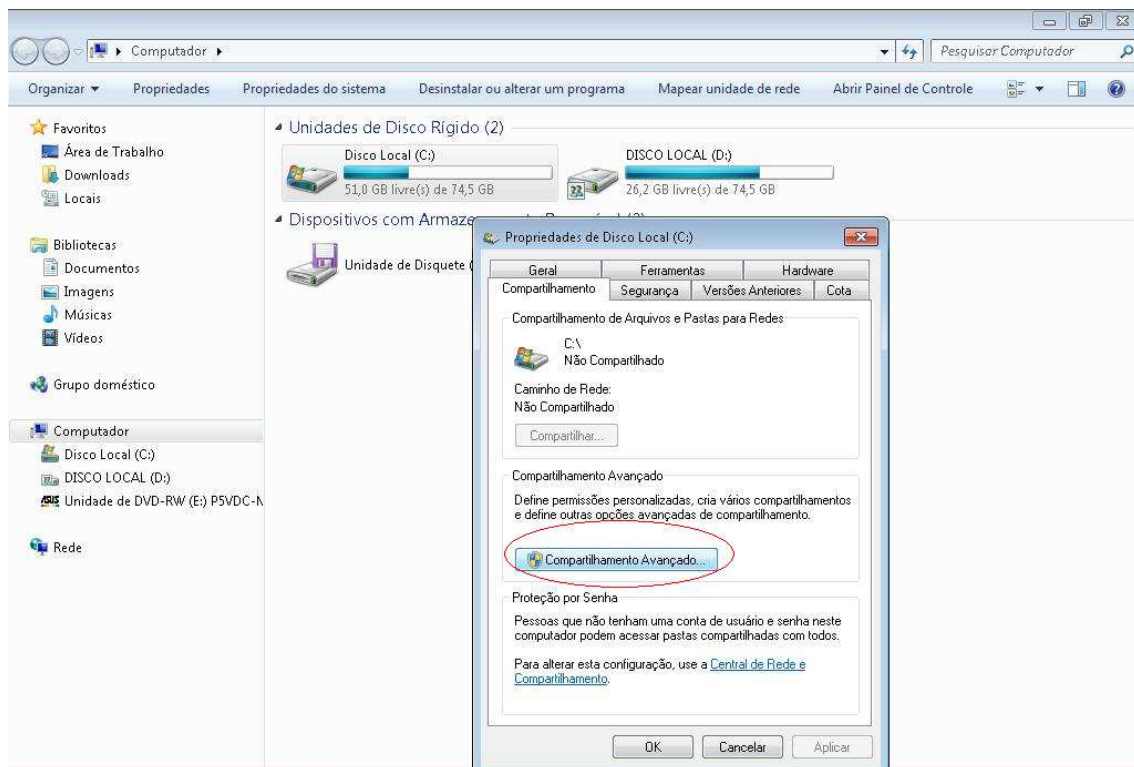 Computador
Pesquisar Computador
Organizar
Propriedades
Propriedades do sistema
Desinstalar ou alterar um programa
Mapear unidade de rede
Abrir Painel de Controle
Favoritos
Área de Trabalho
Downloads
Locais
Bibliotecas
Documentos
Imagens
Músicas
Vídeos
Grupo doméstico
Computador
Disco Local (C:)
DISCO LOCAL (D:)
Unidade de DVD-RW (E:) P5VDC-M
Rede
Unidades de Disco Rígido (2)
Disco Local (C:)
51,0 GB livre(s) de 74,5 GB
DISCO LOCAL (D:)
26,2 GB livre(s) de 74,5 GB
Dispositivos com
Unidade de Disquete (
Propriedades de Disco Local (C:)
Geral
Ferramentas
Hardware
Compartilhamento
Segurança
Versões Anteriores
Cota
Compartilhamento de Arquivos e Pastas para Redes
C:\
Não Compartilhado
Caminho de Rede:
Não Compartilhado
Compartilhar...
Compartilhamento Avançado
Define permissões personalizadas, cria vários compartilhamentos
e define outras opções avançadas de compartilhamento.
Compartilhamento Avançado...
Proteção por Senha
Pessoas que não tenham uma conta de usuário e senha neste
computador podem acessar pastas compartilhadas com todos.
Para alterar esta configuração, use a Central de Rede e
Compartilhamento.
OK
Cancelar
Aplicar